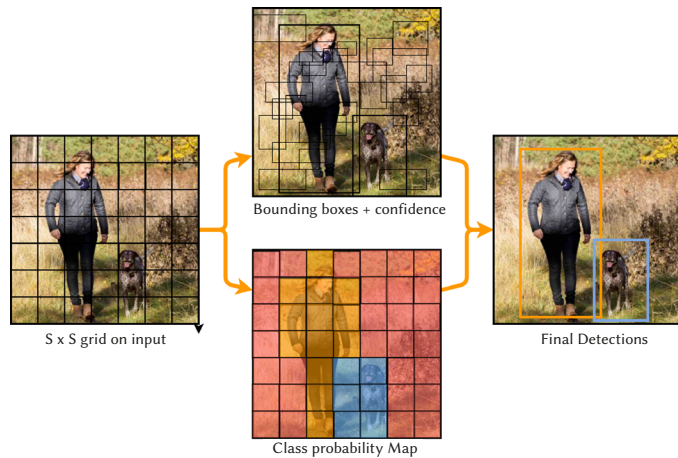 Bounding boxes + confidence
S x S grid on input
Final Detections
Class probability Map